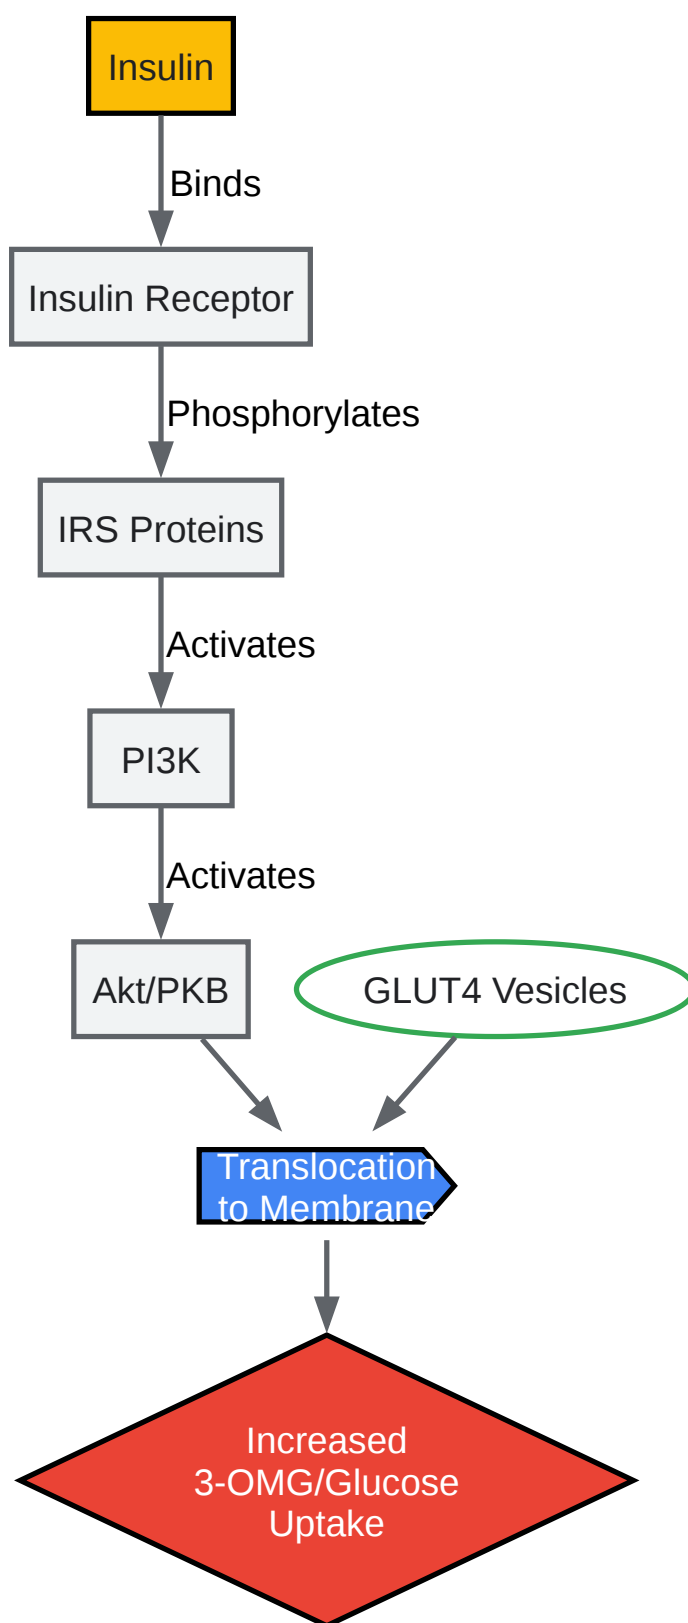 Insulin
Binds
Insulin Receptor
Phosphorylates
IRS Proteins
Activates
PI3K
Activates
Akt/PKB
GLUT4 Vesicles
Translocation
to Membrane
Increased
3-OMG/Glucose
Uptake